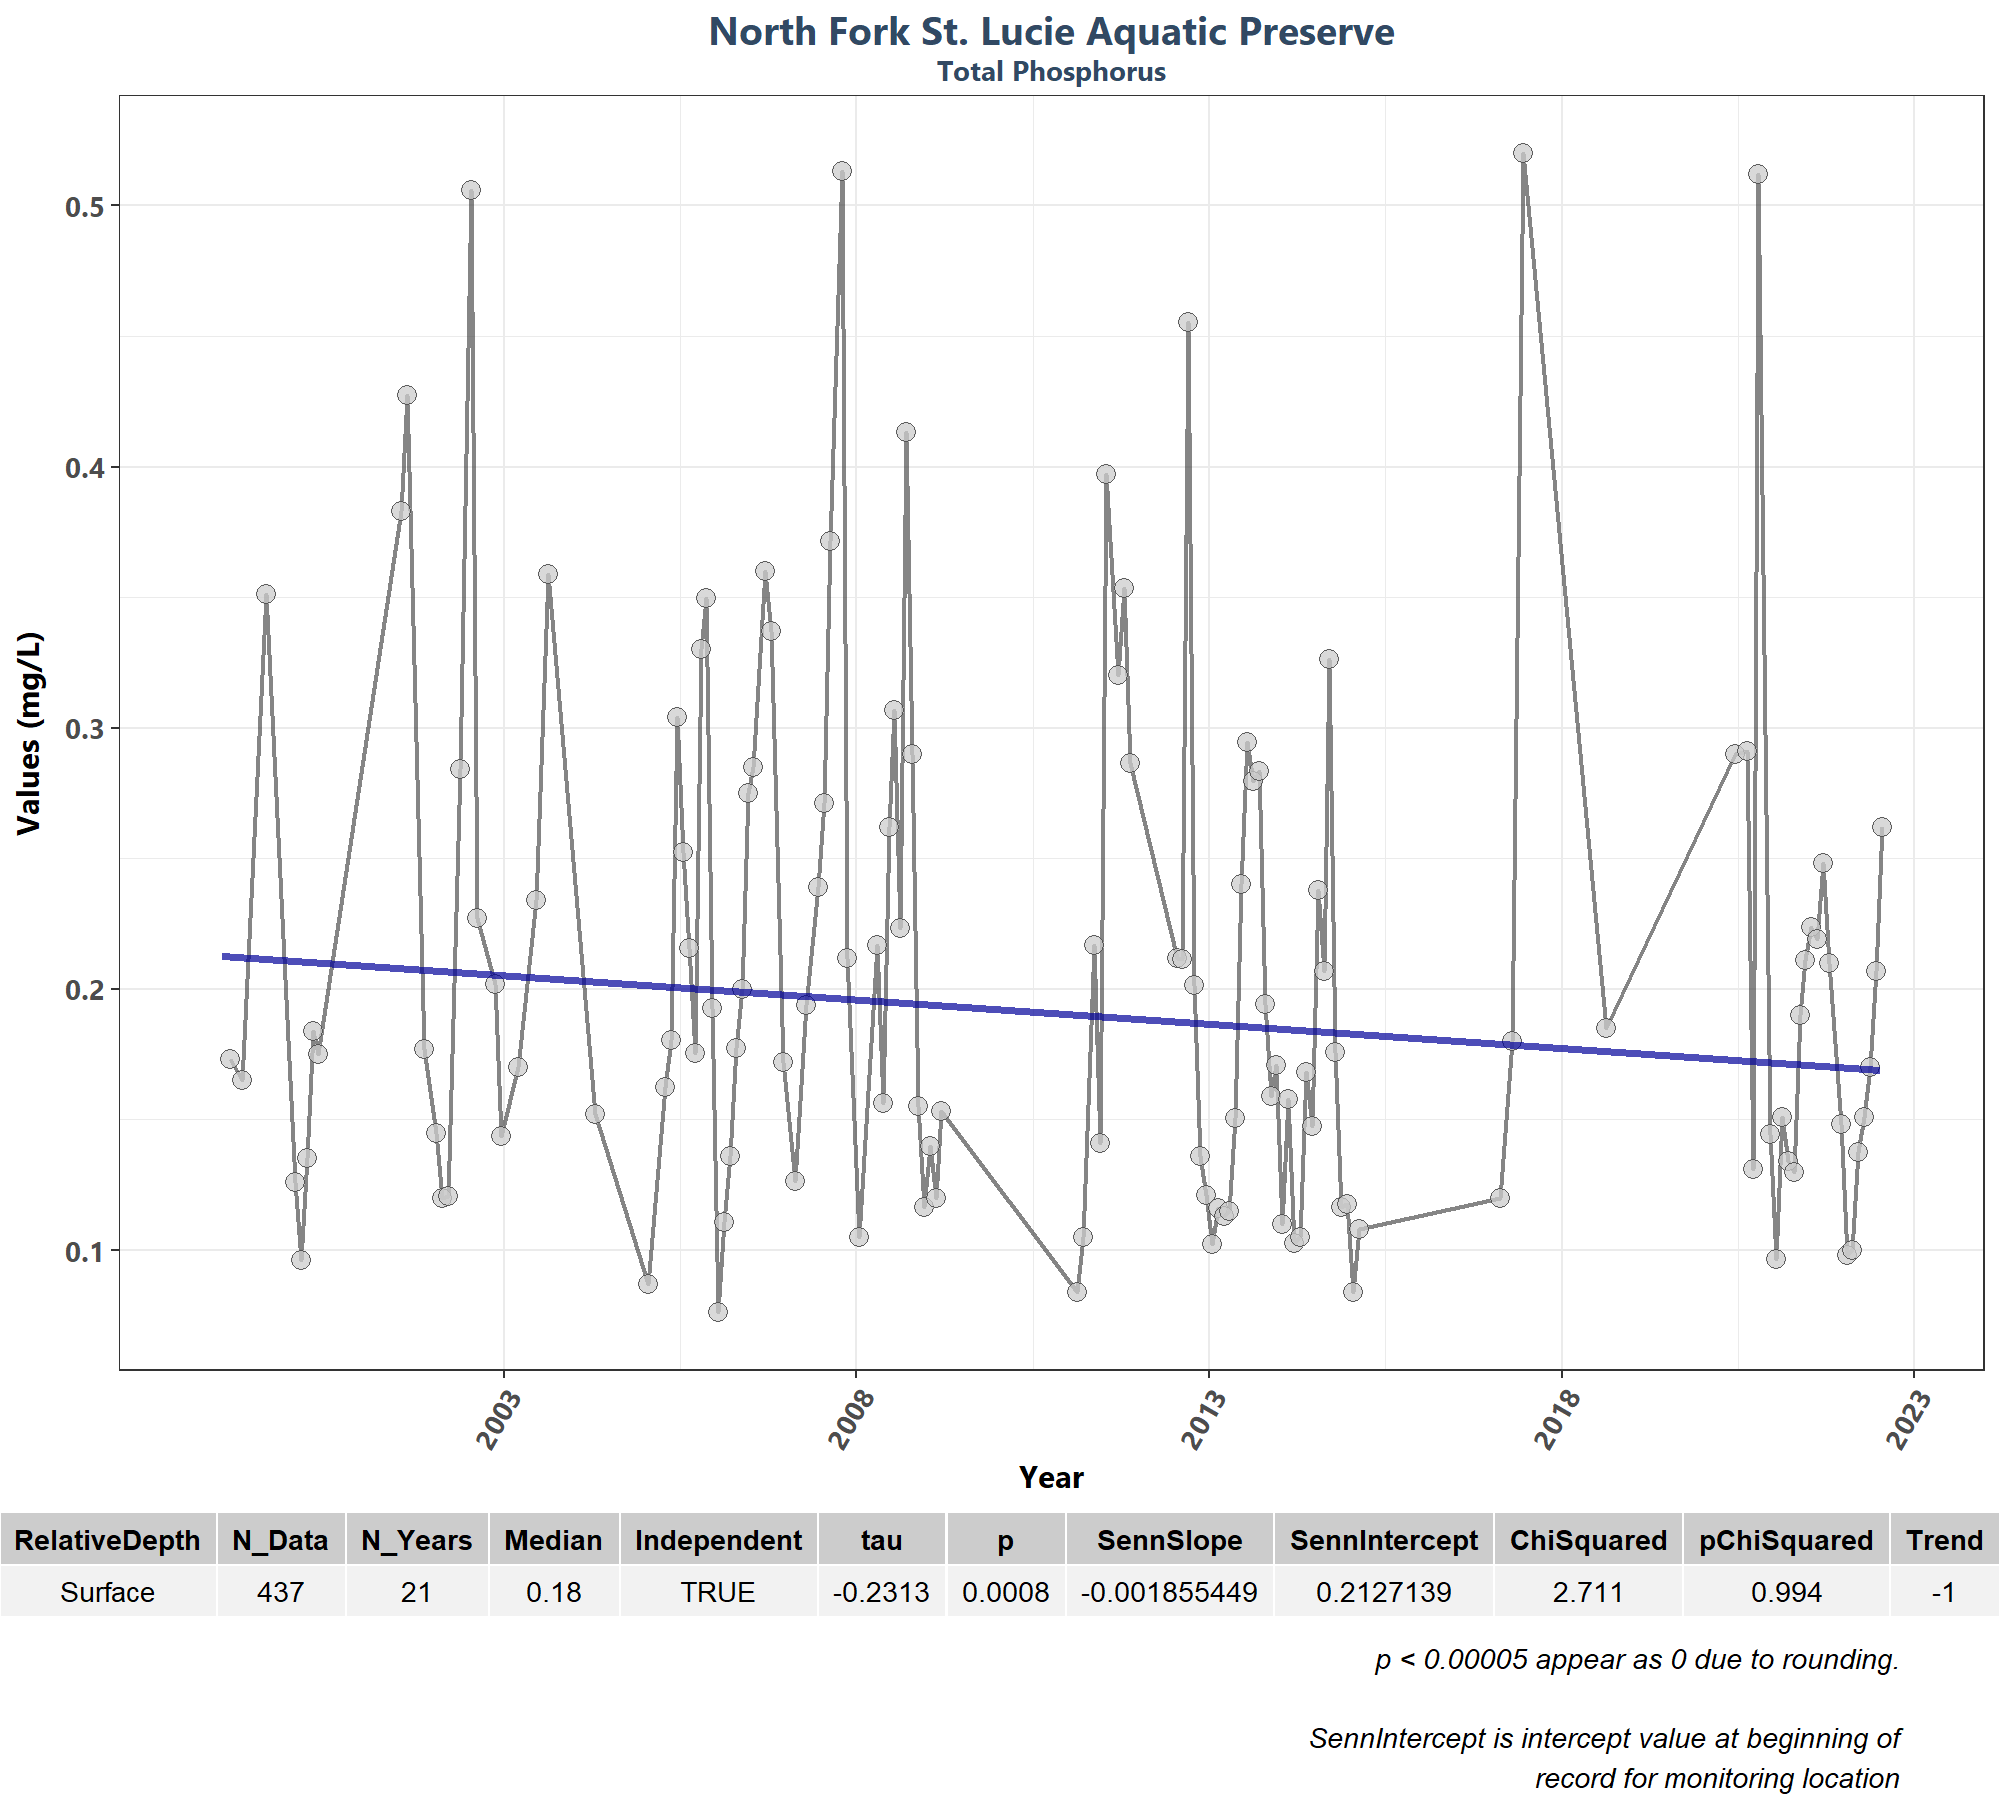 North Fork St. Lucie Aquatic Preserve
Total Phosphorus
Values (mg/L)
0.5
0.4
0.3
0.2
0.1
2003 2008 2013 2018 2023
Year
RelativeDepth N_Data N_Years Median Independent tau p SennSlope SennIntercept ChiSquared pChiSquared Trend
Surface 437 21 0.18 TRUE -0.2313 0.0008 -0.001855449 0.2127139 2.711 0.994 -1
p < 0.00005 appear as 0 due to rounding.
SennIntercept is intercept value at beginning of
record for monitoring location